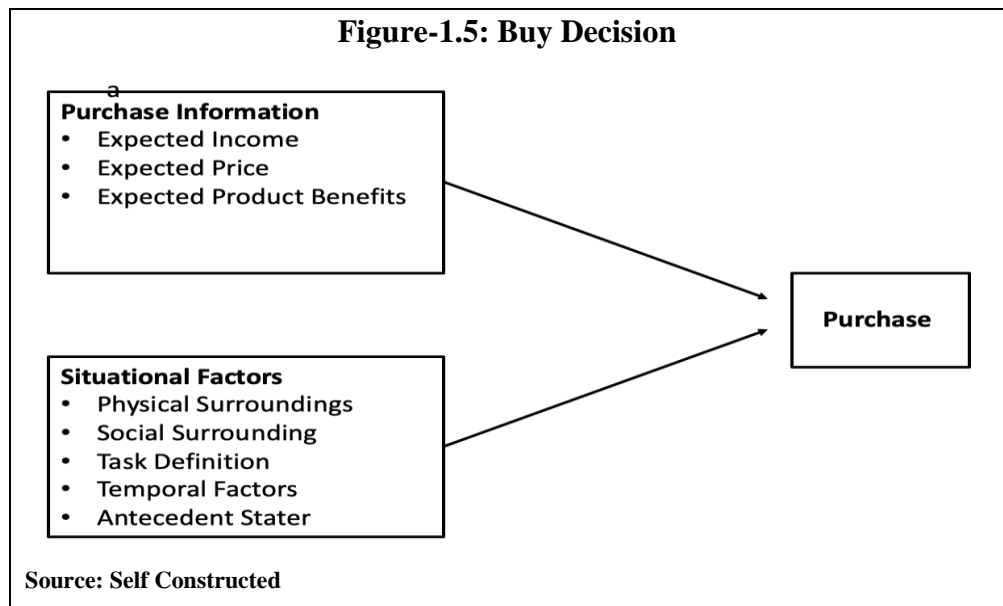 Figure-1.5: Buy Decision
a
Purchase Information
• Expected Income
• Expected Price
• Expected Product Benefits
Purchase
Situational Factors
• Physical Surroundings
• Social Surrounding
• Task Definition
• Temporal Factors
• Antecedent Stater
Source: Self Constructed